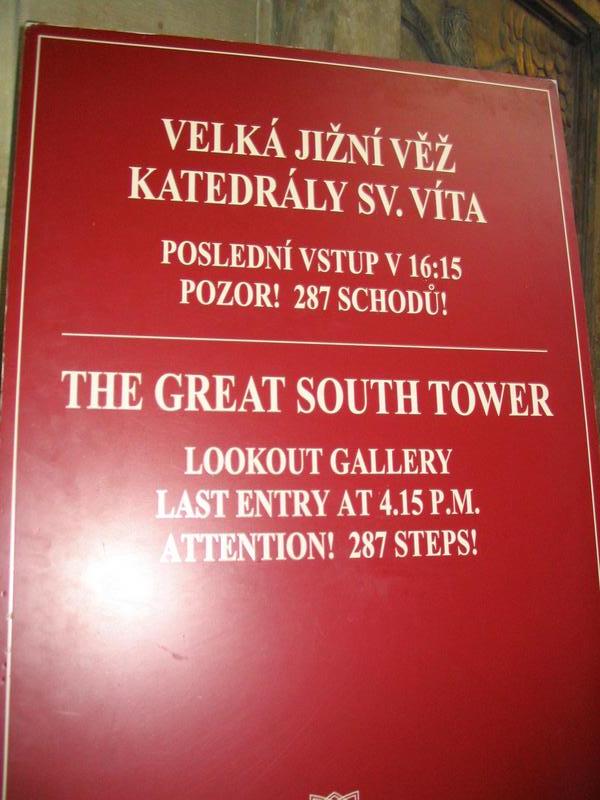 VELKÁ JIŽNÍ VĚŽ
KATEDRÁLY SV. VÍTA
POSLEDNÍ VSTUP V 16:15
POZOR! 287 SCHODŮ!
THE GREAT SOUTH TOWER
LOOKOUT GALLERY
LAST ENTRY AT 4.15 P.M.
ATTENTION! 287 STEPS!